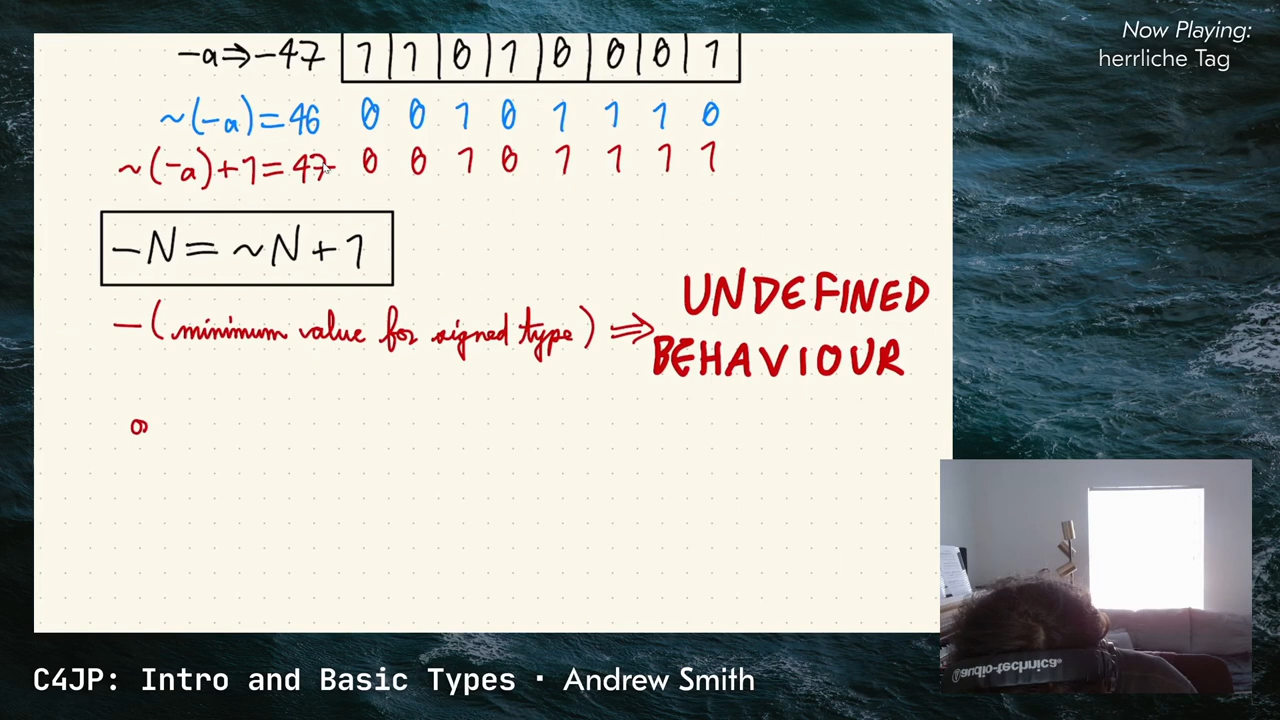 Now Playing:
herrliche Tag
-a⇒-47 1 1 0 1 0 0 0 1
~(-a)=46 0 0 1 0 1 1 1 0
~(-a)+1=47 0 0 1 0 1 1 1 1
-N=~N+1
-(minimum value for signed type) ⇒ UNDEFINED
BEHAVIOUR
audio-technica
C4JP: Intro and Basic Types · Andrew Smith